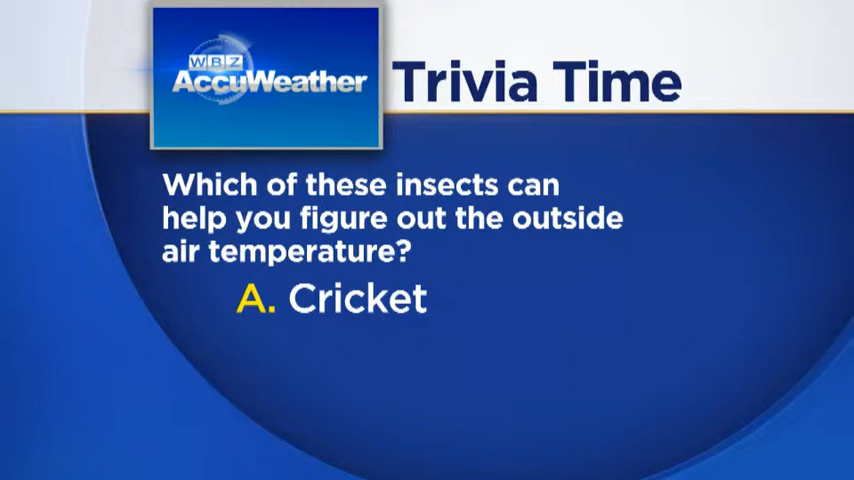 WBZ
AccuWeather
Trivia Time
Which of these insects can
help you figure out the outside
air temperature?
A. Cricket